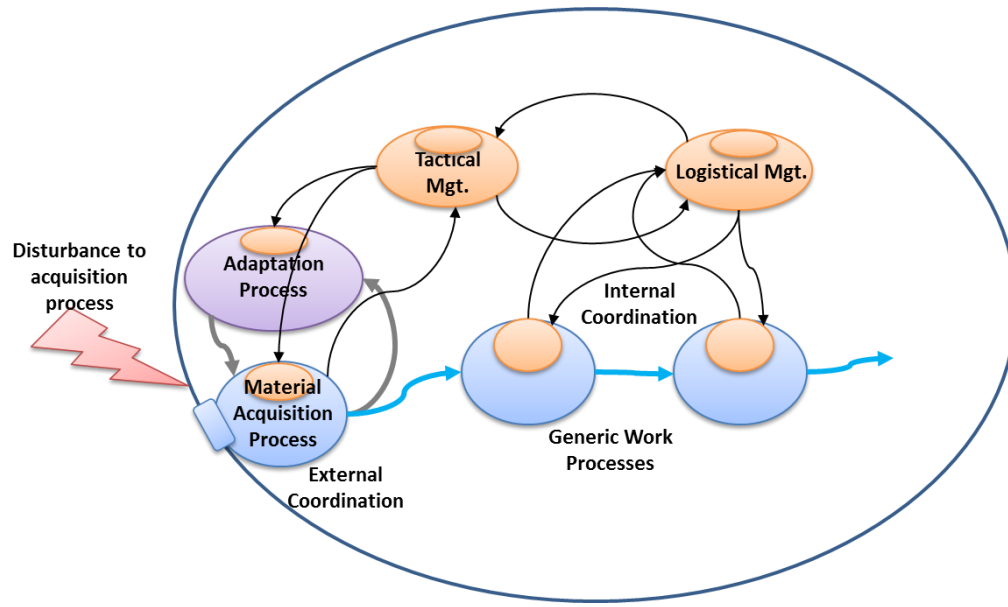 Tactical
Mgt.
Logistical Mgt.
Disturbance to
acquisition
process
Adaptation
Process
Internal
Coordination
Material
Acquisition
Process
Generic Work
Processes
External
Coordination